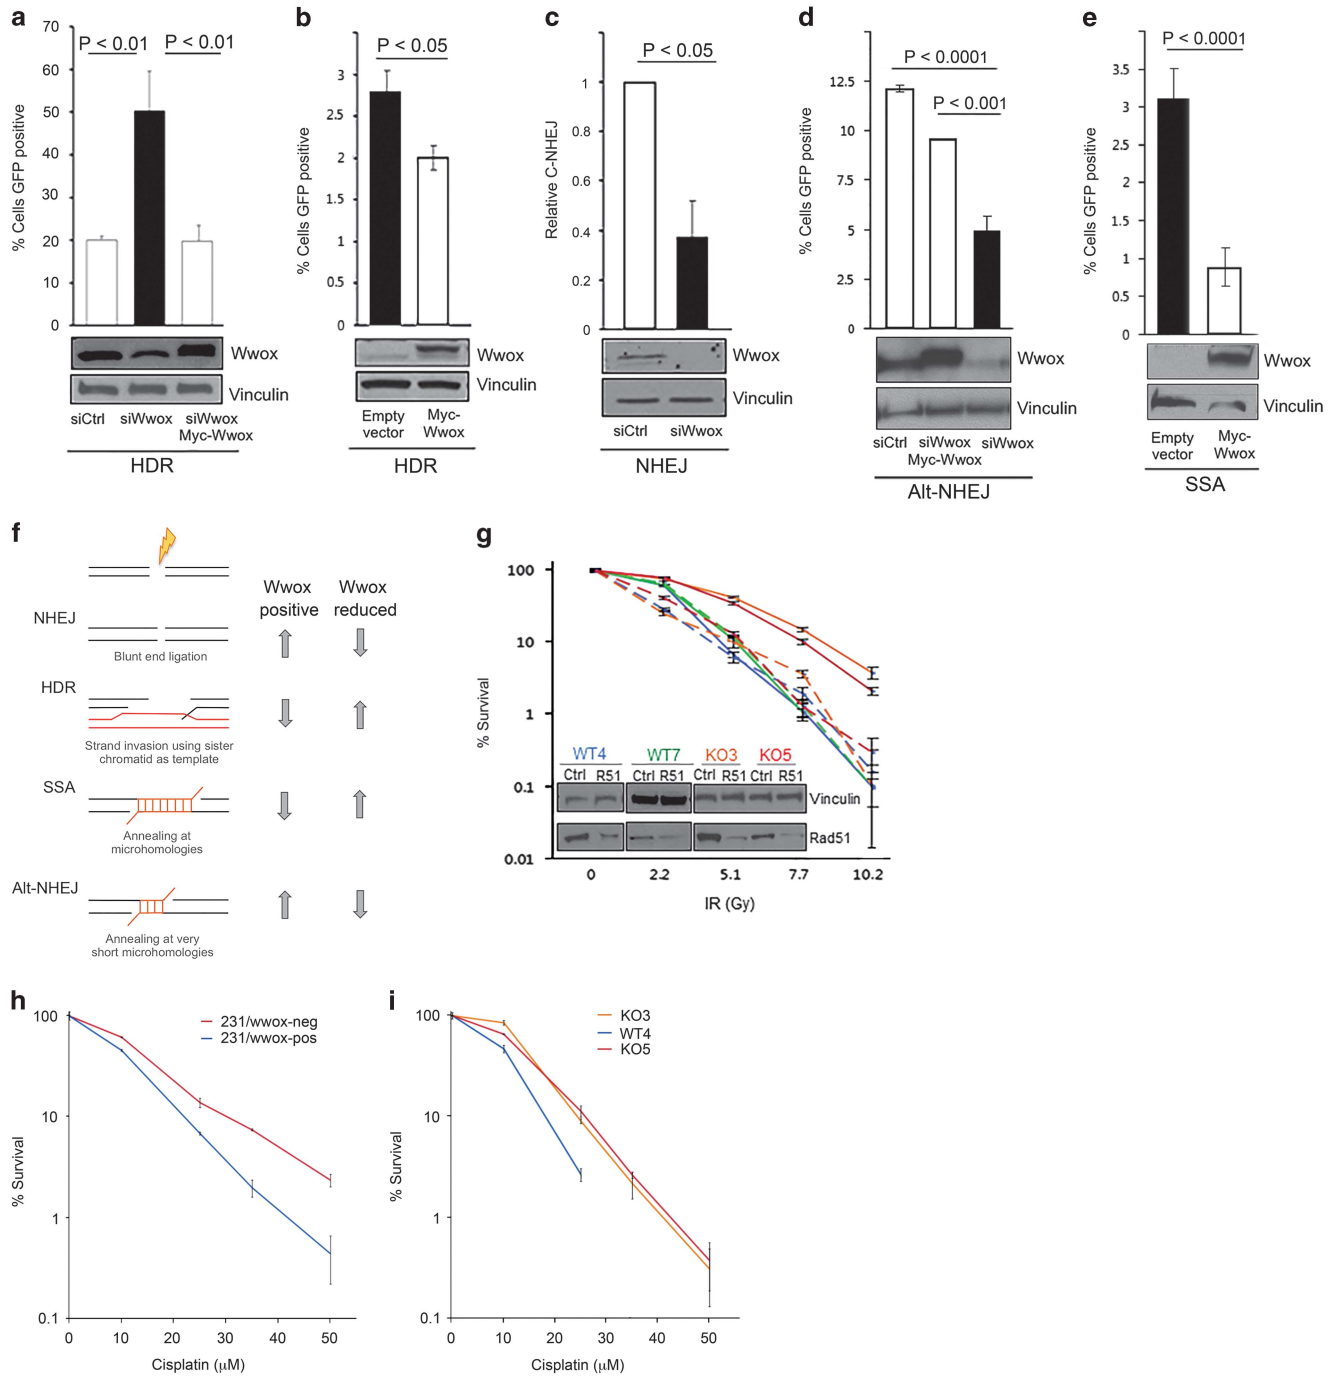 a
70
60
50
40
30
20
10
0
% Cells GFP positive
P < 0.01
P < 0.01
Wwox
Vinculin
siCtrl
siWwox
siWwox
Myc-Wwox
HDR
b
3
2.5
2
1.5
1
0.5
0
% Cells GFP positive
P < 0.05
Wwox
Vinculin
Empty
vector
Myc-
Wwox
HDR
c
1
0.8
0.6
0.4
0.2
0
Relative C-NHEJ
P < 0.05
Wwox
Vinculin
siCtrl
siWwox
NHEJ
d
12.5
10
7.5
5
2.5
0
% Cells GFP positive
P < 0.0001
P < 0.001
Wwox
Vinculin
siCtrl
siWwox
Myc-Wwox
siWwox
Alt-NHEJ
e
3.5
3
2.5
2
1.5
1
0.5
0
% Cells GFP positive
P < 0.0001
Wwox
Vinculin
Empty
vector
Myc-
Wwox
SSA
f
Wwox
positive
Wwox
reduced
NHEJ
Blunt end ligation
HDR
Strand invasion using sister
chromatid as template
SSA
Annealing at
microhomologies
Alt-NHEJ
Annealing at very
short microhomologies
g
100
10
1
0.1
0.01
% Survival
WT4 WT7 KO3 KO5
Ctrl R51 Ctrl R51 Ctrl R51 Ctrl R51
Vinculin
Rad51
0 2.2 5.1 7.7 10.2
IR (Gy)
h
100
10
1
0.1
% Survival
231/wwox-neg
231/wwox-pos
0 10 20 30 40 50
Cisplatin (μM)
i
100
10
1
0.1
% Survival
KO3
WT4
KO5
0 10 20 30 40 50
Cisplatin (μM)